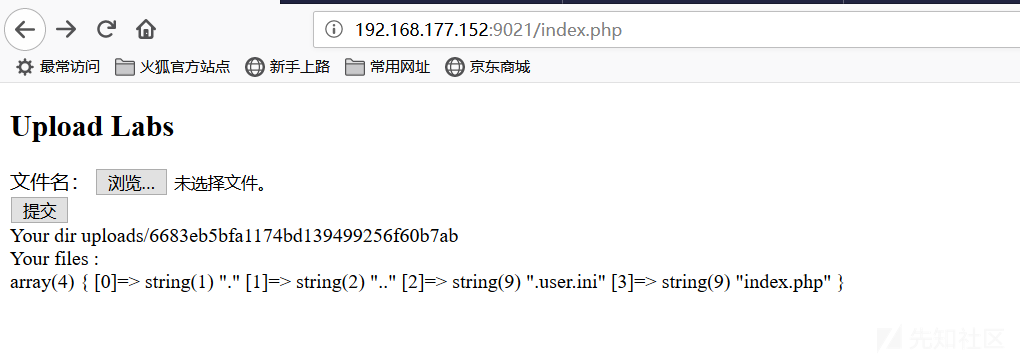 192.168.177.152:9021/index.php
最常访问 火狐官方站点 新手上路 常用网址 京东商城
Upload Labs
文件名： 浏览... 未选择文件。
提交
Your dir uploads/6683eb5bfa1174bd139499256f60b7ab
Your files :
array(4) { [0]=> string(1) "." [1]=> string(2) ".." [2]=> string(9) ".user.ini" [3]=> string(9) "index.php" }
先知社区